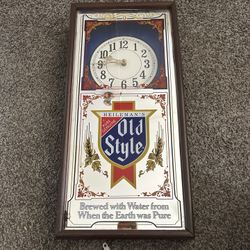 HEILEMAN'S
Old
Style
Brewed with Water from
When the Earth was Pure